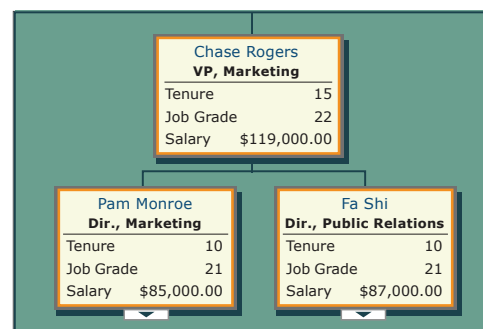 Chase Rogers
VP, Marketing
Tenure 15
Job Grade 22
Salary $119,000.00
Pam Monroe
Dir., Marketing
Tenure 10
Job Grade 21
Salary $85,000.00
Fa Shi
Dir., Public Relations
Tenure 10
Job Grade 21
Salary $87,000.00